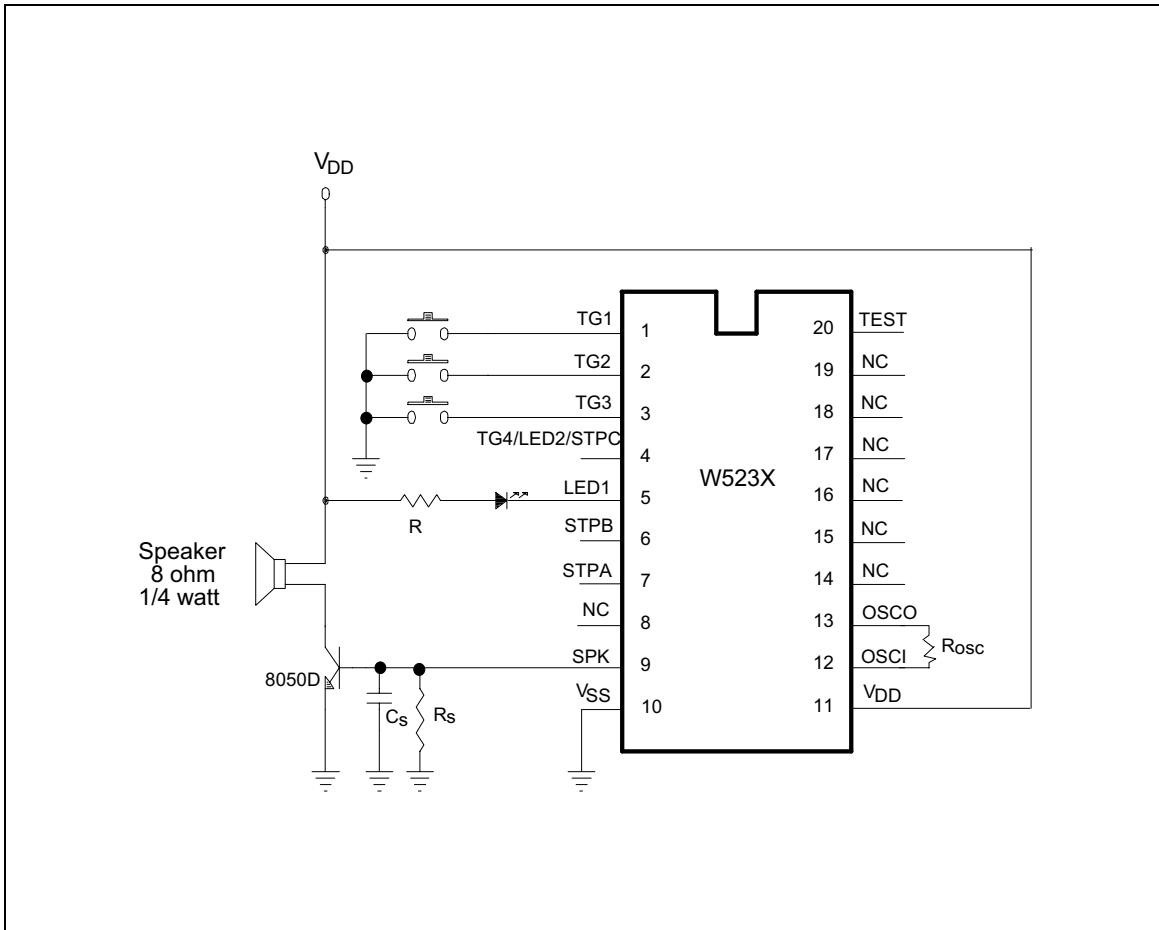 VDD
TG1
1
20
TEST
TG2
2
19
NC
TG3
3
18
NC
TG4/LED2/STPC
4
17
NC
W523X
LED1
5
16
NC
R
STPB
6
15
NC
Speaker
8 ohm
1/4 watt
STPA
7
14
NC
NC
8
13
OSCO
Rosc
SPK
9
12
OSCI
8050D
Cs
Rs
VSS
10
11
VDD